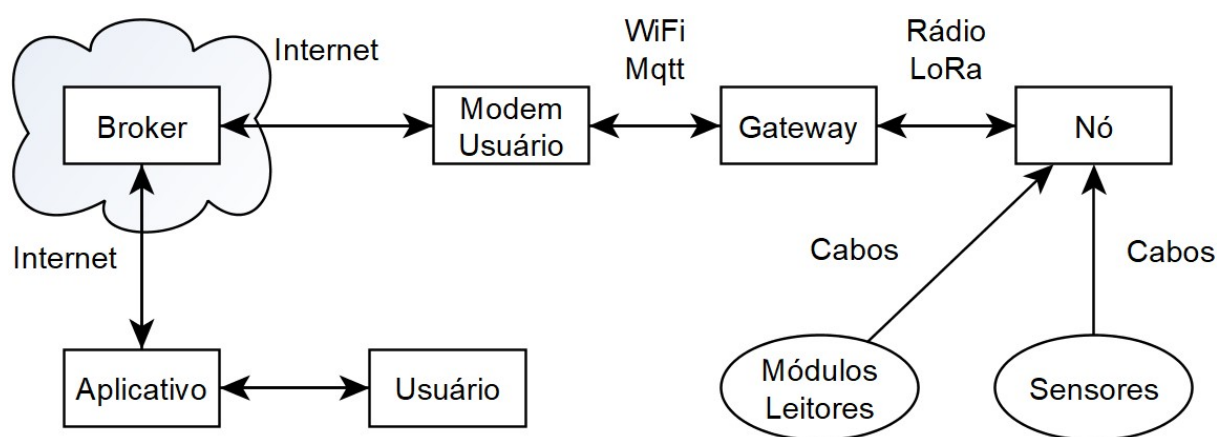 Internet
WiFi
Mqtt
Rádio
LoRa
Broker
Modem
Usuário
Gateway
Nó
Internet
Cabos
Cabos
Aplicativo
Usuário
Módulos
Leitores
Sensores